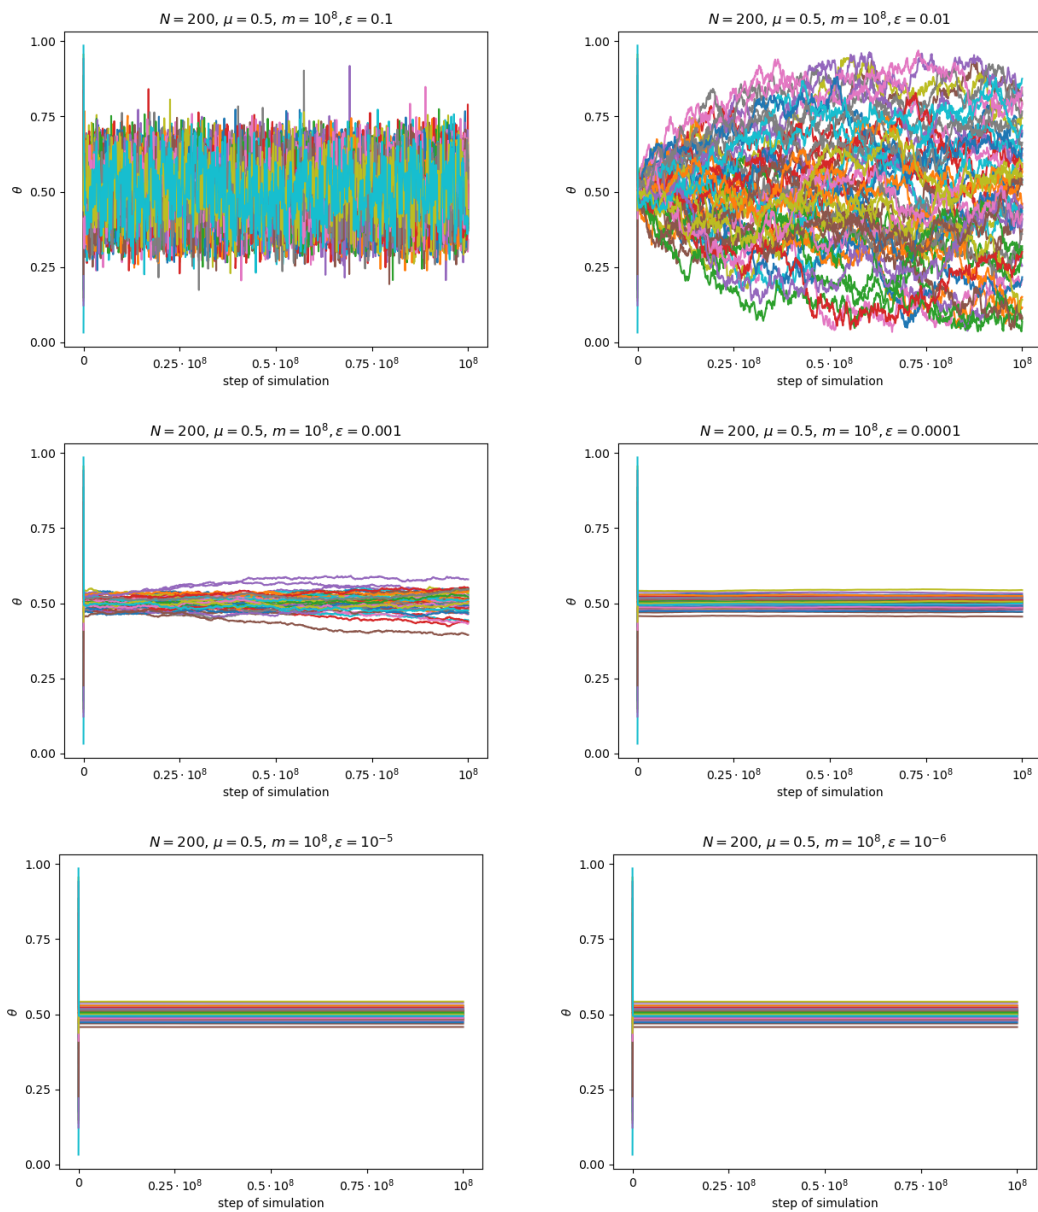 N = 200, μ = 0.5, m = 10⁸, ε = 0.1
1.00
0.75
θ 0.50
0.25
0.00
0 0.25 · 10⁸ 0.5 · 10⁸ 0.75 · 10⁸ 10⁸
step of simulation
N = 200, μ = 0.5, m = 10⁸, ε = 0.01
1.00
0.75
θ 0.50
0.25
0.00
0 0.25 · 10⁸ 0.5 · 10⁸ 0.75 · 10⁸ 10⁸
step of simulation
N = 200, μ = 0.5, m = 10⁸, ε = 0.001
1.00
0.75
θ 0.50
0.25
0.00
0 0.25 · 10⁸ 0.5 · 10⁸ 0.75 · 10⁸ 10⁸
step of simulation
N = 200, μ = 0.5, m = 10⁸, ε = 0.0001
1.00
0.75
θ 0.50
0.25
0.00
0 0.25 · 10⁸ 0.5 · 10⁸ 0.75 · 10⁸ 10⁸
step of simulation
N = 200, μ = 0.5, m = 10⁸, ε = 10⁻⁵
1.00
0.75
θ 0.50
0.25
0.00
0 0.25 · 10⁸ 0.5 · 10⁸ 0.75 · 10⁸ 10⁸
step of simulation
N = 200, μ = 0.5, m = 10⁸, ε = 10⁻⁶
1.00
0.75
θ 0.50
0.25
0.00
0 0.25 · 10⁸ 0.5 · 10⁸ 0.75 · 10⁸ 10⁸
step of simulation